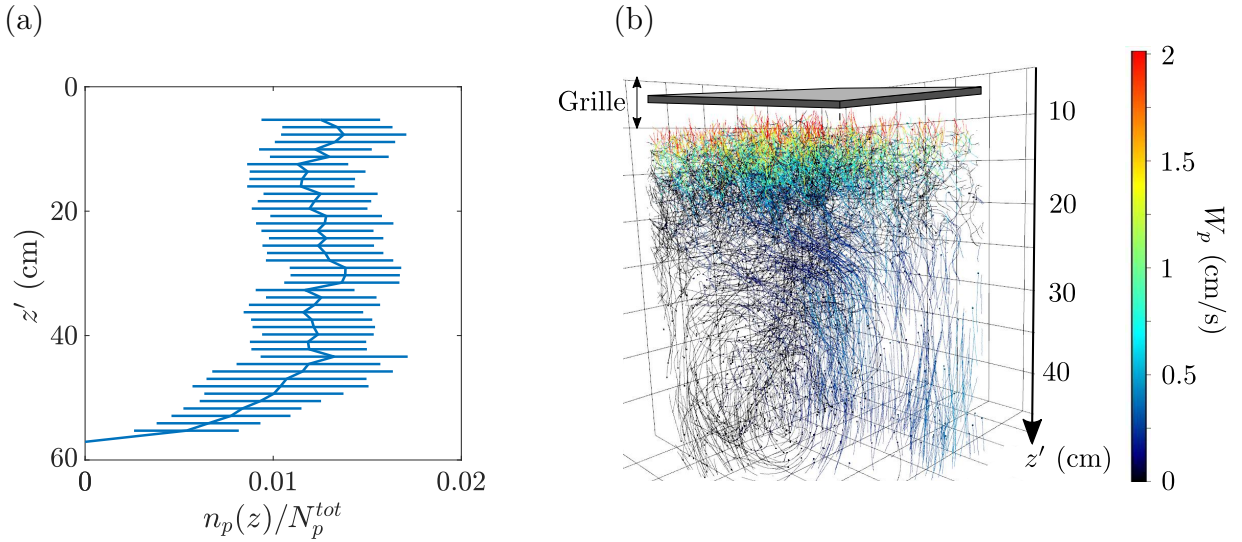 (a)
0
20
40
60
z′ (cm)
0
0.01
0.02
n_p(z)/N_p^{tot}
(b)
Grille
10
20
30
40
z′ (cm)
2
1.5
1
0.5
0
W_p (cm/s)